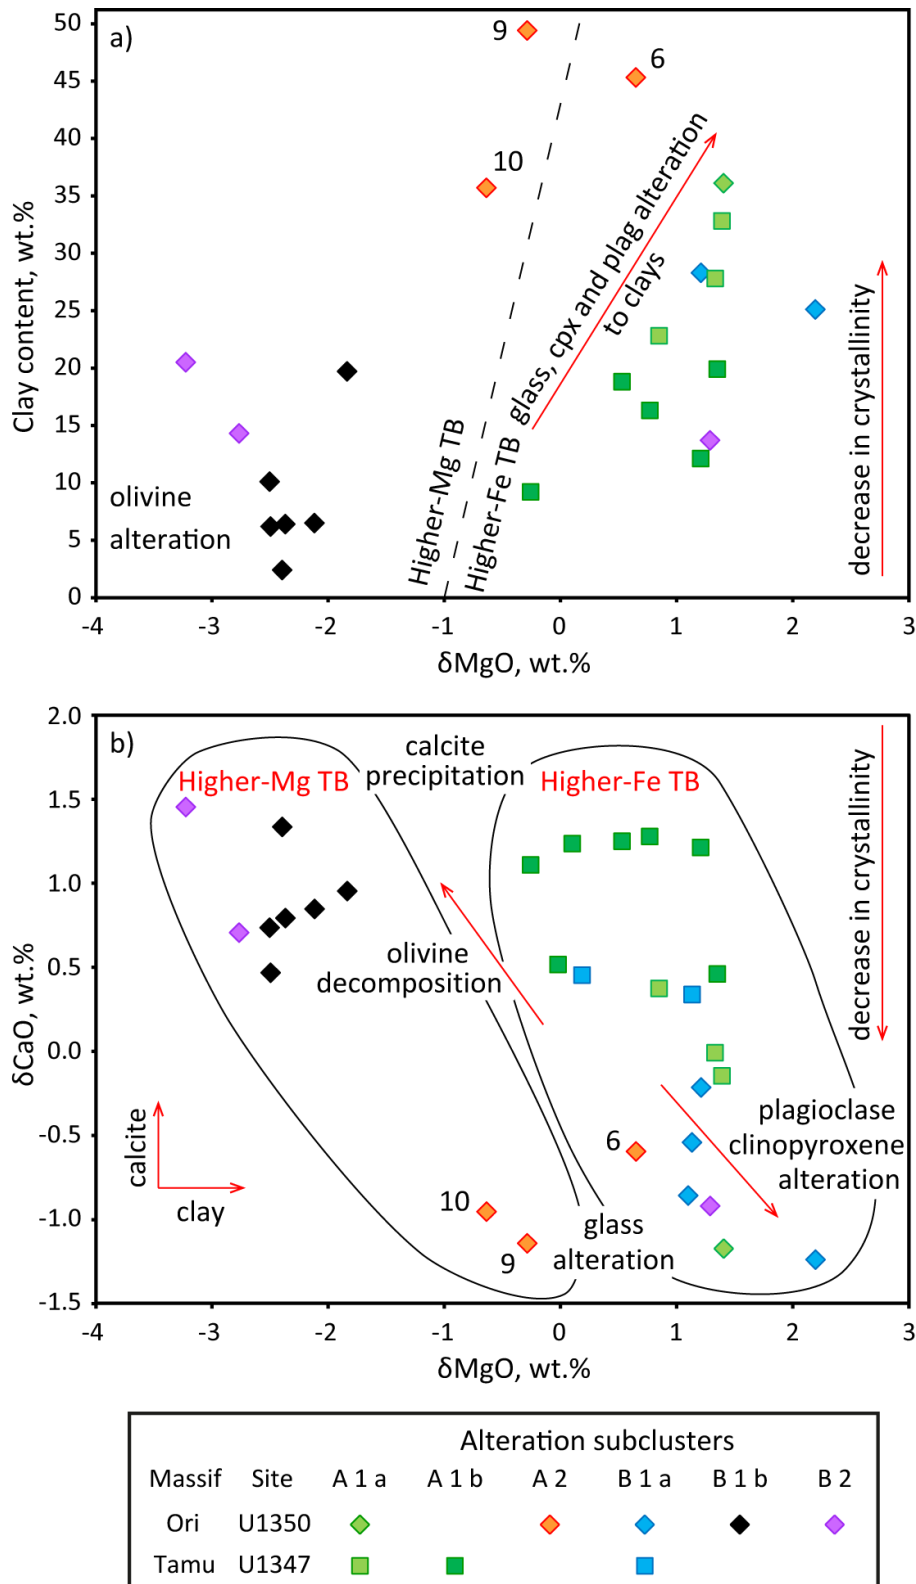 a)
50
45
40
35
30
25
20
15
10
5
0
Clay content, wt.%
9
6
10
glass, cpx and plag alteration
to clays
Higher-Mg TB
Higher-Fe TB
olivine
alteration
decrease in crystallinity
-4 -3 -2 -1 0 1 2 3
δMgO, wt.%
b)
2.0
1.5
1.0
0.5
0.0
-0.5
-1.0
-1.5
δCaO, wt.%
calcite
precipitation
Higher-Mg TB
Higher-Fe TB
decrease in crystallinity
olivine
decomposition
plagioclase
clinopyroxene
alteration
6
10
9
glass
alteration
calcite
clay
-4 -3 -2 -1 0 1 2 3
δMgO, wt.%
Alteration subclusters
Massif Site A 1 a A 1 b A 2 B 1 a B 1 b B 2
Ori U1350
Tamu U1347